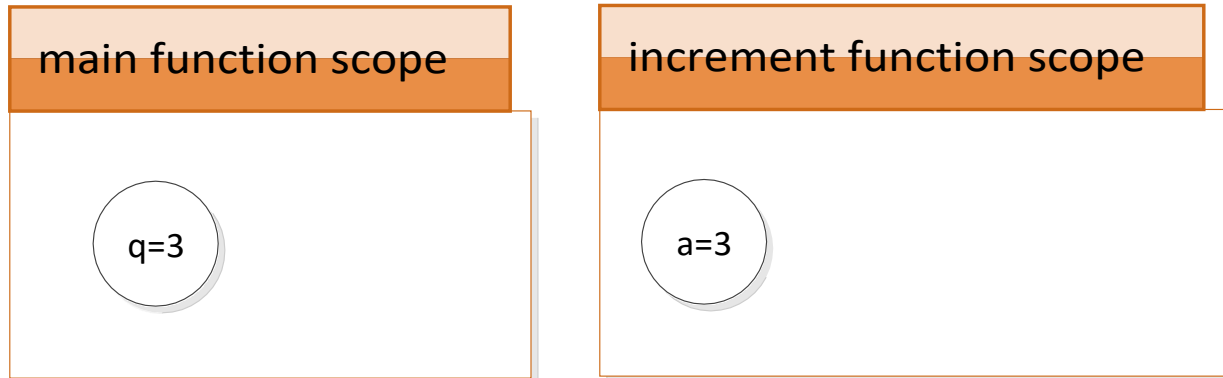 main function scope
increment function scope
q=3
a=3